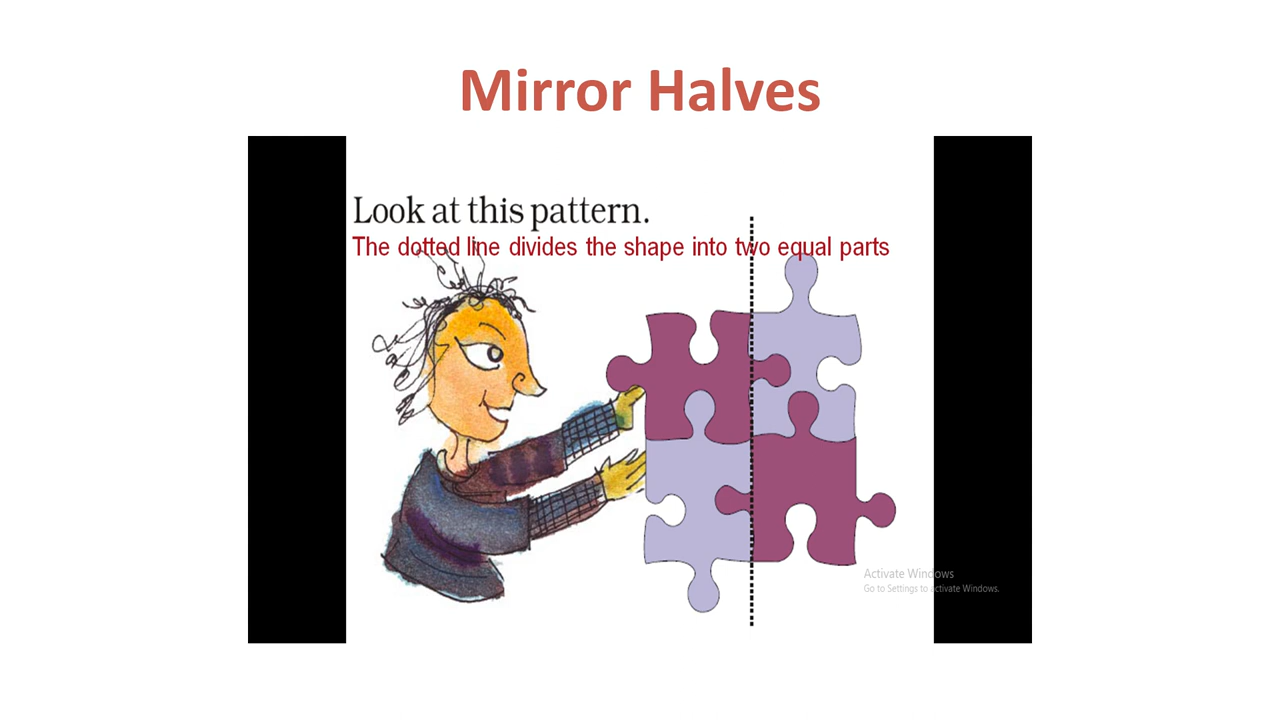 Mirror Halves
Look at this pattern.
The dotted line divides the shape into two equal parts
Activate Windows
Go to Settings to activate Windows.